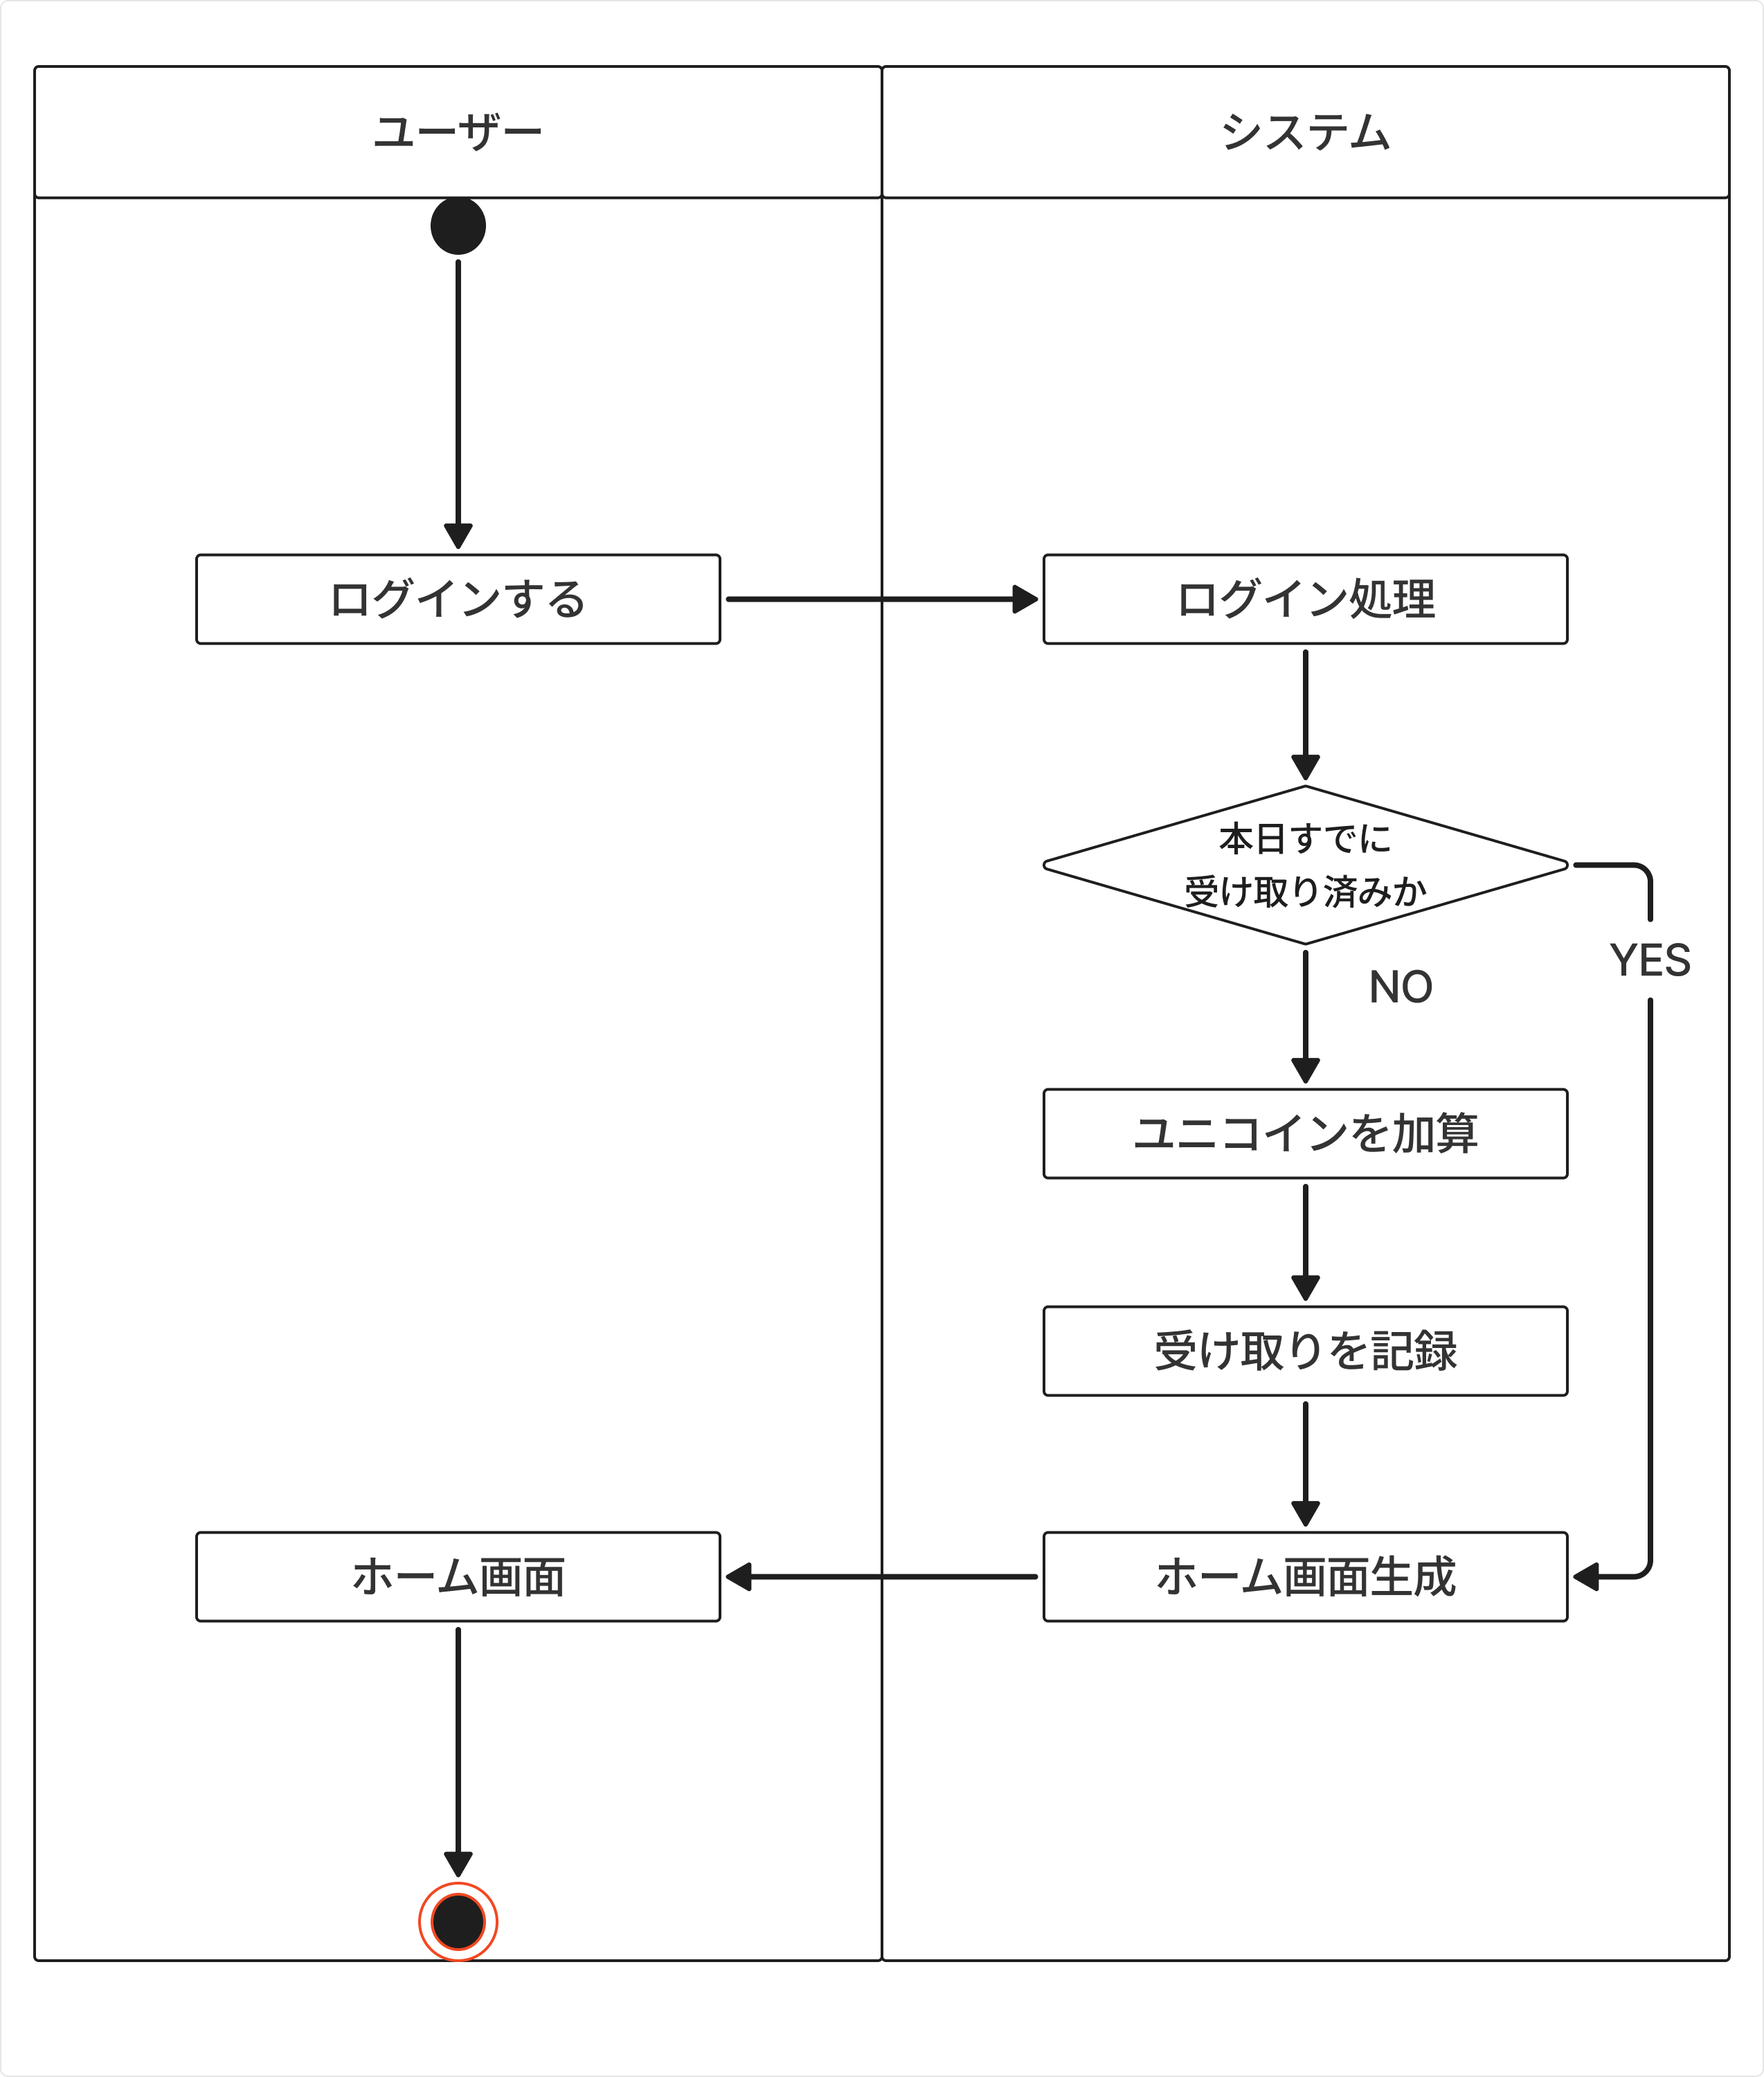 ユーザー
システム
ログインする
ログイン処理
本日すでに
受け取り済みか
YES
NO
ユニコインを加算
受け取りを記録
ホーム画面
ホーム画面生成